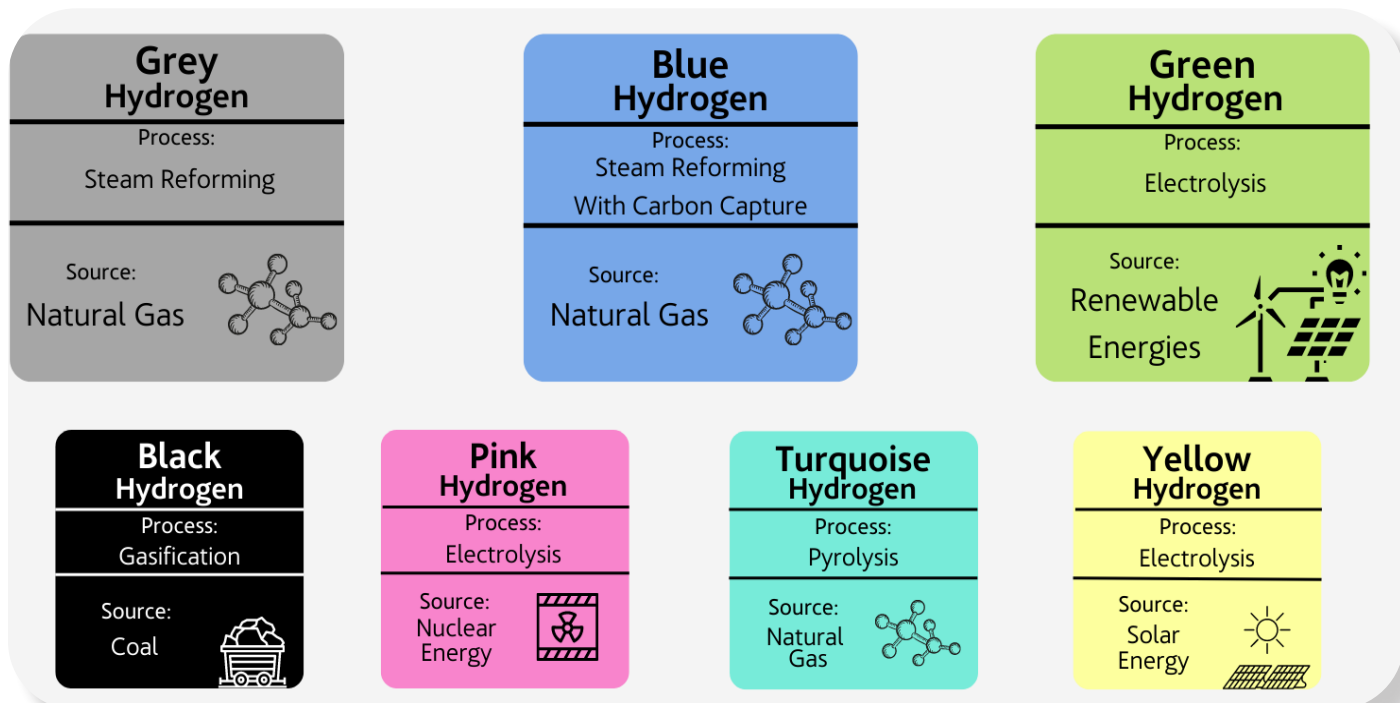 Grey
Hydrogen
Process:
Steam Reforming
Source:
Natural Gas
Blue
Hydrogen
Process:
Steam Reforming
With Carbon Capture
Source:
Natural Gas
Green
Hydrogen
Process:
Electrolysis
Source:
Renewable
Energies
Black
Hydrogen
Process:
Gasification
Source:
Coal
Pink
Hydrogen
Process:
Electrolysis
Source:
Nuclear
Energy
Turquoise
Hydrogen
Process:
Pyrolysis
Source:
Natural
Gas
Yellow
Hydrogen
Process:
Electrolysis
Source:
Solar
Energy